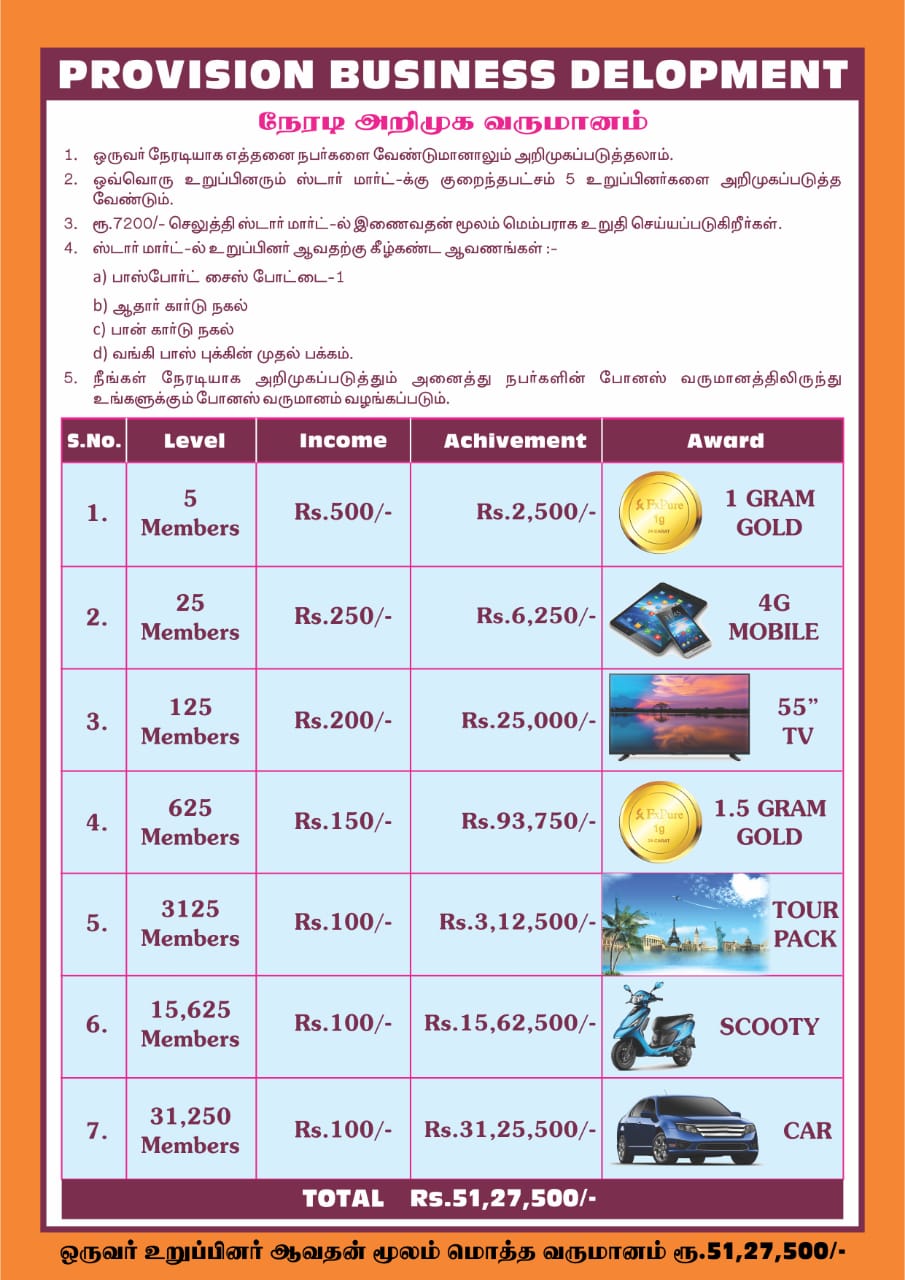 PROVISION BUSINESS DELOPMENT
நேரடி அறிமுக வருமானம்
1. ஒருவர் நேரடியாக எத்தனை நபர்களை வேண்டுமானாலும் அறிமுகப்படுத்தலாம்.
2. ஒவ்வொரு உறுப்பினரும் ஸ்டார் மார்ட்-க்கு குறைந்தபட்சம் 5 உறுப்பினர்களை அறிமுகப்படுத்த
வேண்டும்.
3. ரூ.7200/- செலுத்தி ஸ்டார் மார்ட்-ல் இணைவதன் மூலம் மெம்பராக உறுதி செய்யப்படுகிறீர்கள்.
4. ஸ்டார் மார்ட்-ல் உறுப்பினர் ஆவதற்கு கீழ்கண்ட ஆவணங்கள் :-
a) பாஸ்போர்ட் சைஸ் போட்டை-1
b) ஆதார் கார்டு நகல்
c) பான் கார்டு நகல்
d) வங்கி பாஸ் புக்கின் முதல் பக்கம்.
5. நீங்கள் நேரடியாக அறிமுகப்படுத்தும் அனைத்து நபர்களின் போனஸ் வருமானத்திலிருந்து
உங்களுக்கும் போனஸ் வருமானம் வழங்கப்படும்.
S.No. Level Income Achivement Award
1. 5 Members Rs.500/- Rs.2,500/- ExPure 1g 24 CARAT 1 GRAM GOLD
2. 25 Members Rs.250/- Rs.6,250/- 4G MOBILE
3. 125 Members Rs.200/- Rs.25,000/- 55” TV
4. 625 Members Rs.150/- Rs.93,750/- ExPure 1g 24 CARAT 1.5 GRAM GOLD
5. 3125 Members Rs.100/- Rs.3,12,500/- TOUR PACK
6. 15,625 Members Rs.100/- Rs.15,62,500/- SCOOTY
7. 31,250 Members Rs.100/- Rs.31,25,500/- CAR
TOTAL Rs.51,27,500/-
ஒருவர் உறுப்பினர் ஆவதன் மூலம் மொத்த வருமானம் ரூ.51,27,500/-